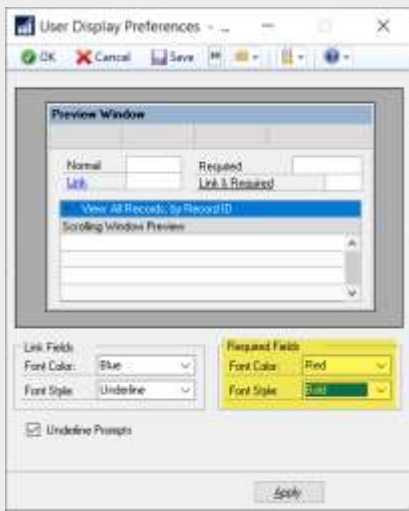 User Display Preferences - ...
OK Cancel Save
Preview Window
Normal Required
Link Link & Required
View: All Records; by Record ID
Scrolling Window Preview
Link Fields Required Fields
Font Color: Blue Font Color: Red
Font Style: Underline Font Style: Bold
Underline Prompts
Apply